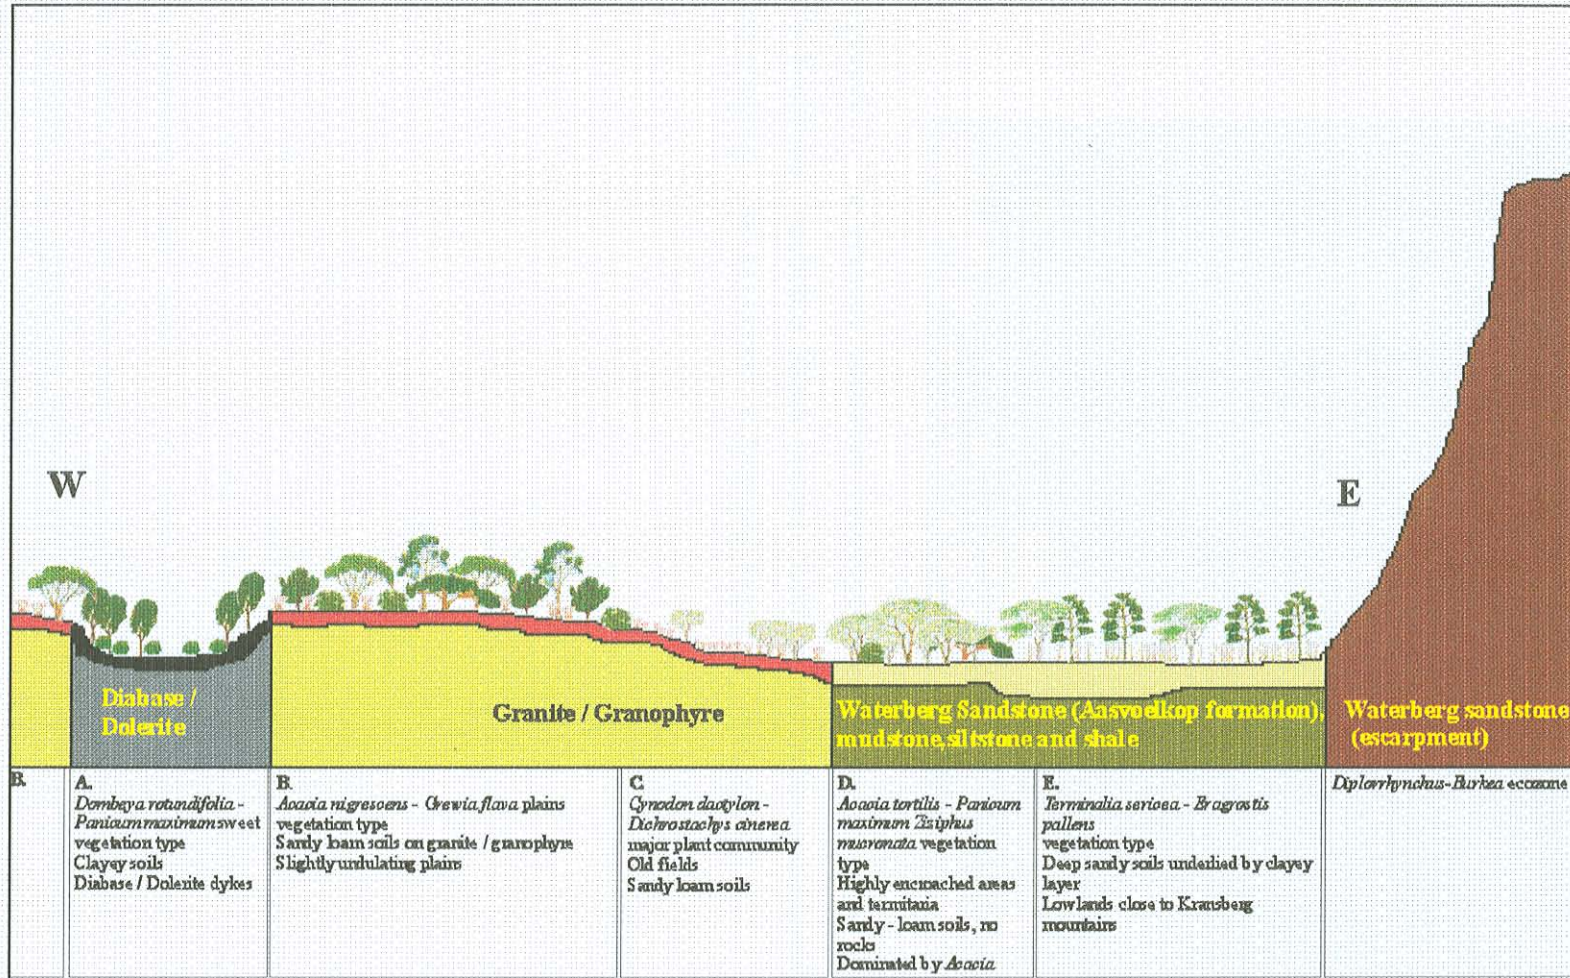 W
E
Diabase /
Dolerite
Granite / Granophyre
Waterberg Sandstone (Aasvoelkop formation),
mudstone, siltstone and shale
Waterberg sandstone
(escarpment)
B.
A.
Dombeya rotundifolia -
Panicum maximum sweet
vegetation type
Clayey soils
Diabase / Dolerite dykes
B.
Acacia nigrescens - Grewia flava plains
vegetation type
Sandy loam soils on granite / granophyre
Slightly undulating plains
C
Cynodon dactylon -
Dichrostachys cinerea
major plant community
Old fields
Sandy loam soils
D.
Acacia tortilis - Panicum
maximum Zisiphus
mucronata vegetation
type
Highly encroached areas
and termitaria
Sandy - loam soils, no
rocks
Dominated by Acacia
E.
Terminalia sericea - Eragrostis
pallens
vegetation type
Deep sandy soils underlied by clayey
layer
Lowlands close to Kransberg
mountains
Diplorrhynchus-Burkea ecozone